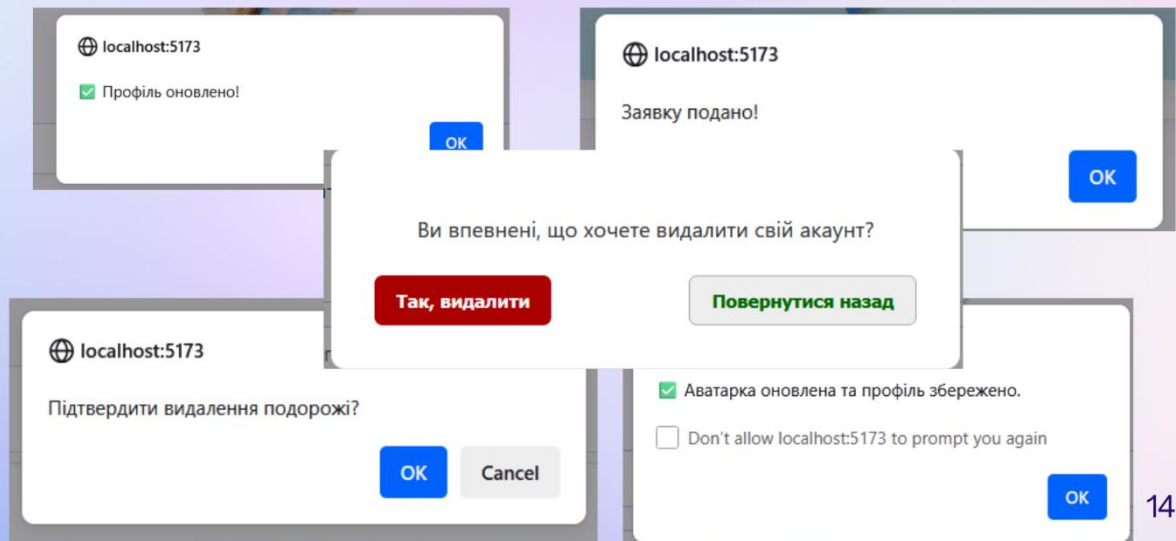 localhost:5173
✅ Профіль оновлено!
OK
localhost:5173
Заявку подано!
OK
Ви впевнені, що хочете видалити свій акаунт?
Так, видалити
Повернутися назад
localhost:5173
Підтвердити видалення подорожі?
OK
Cancel
✅ Аватарка оновлена та профіль збережено.
Don't allow localhost:5173 to prompt you again
OK
14